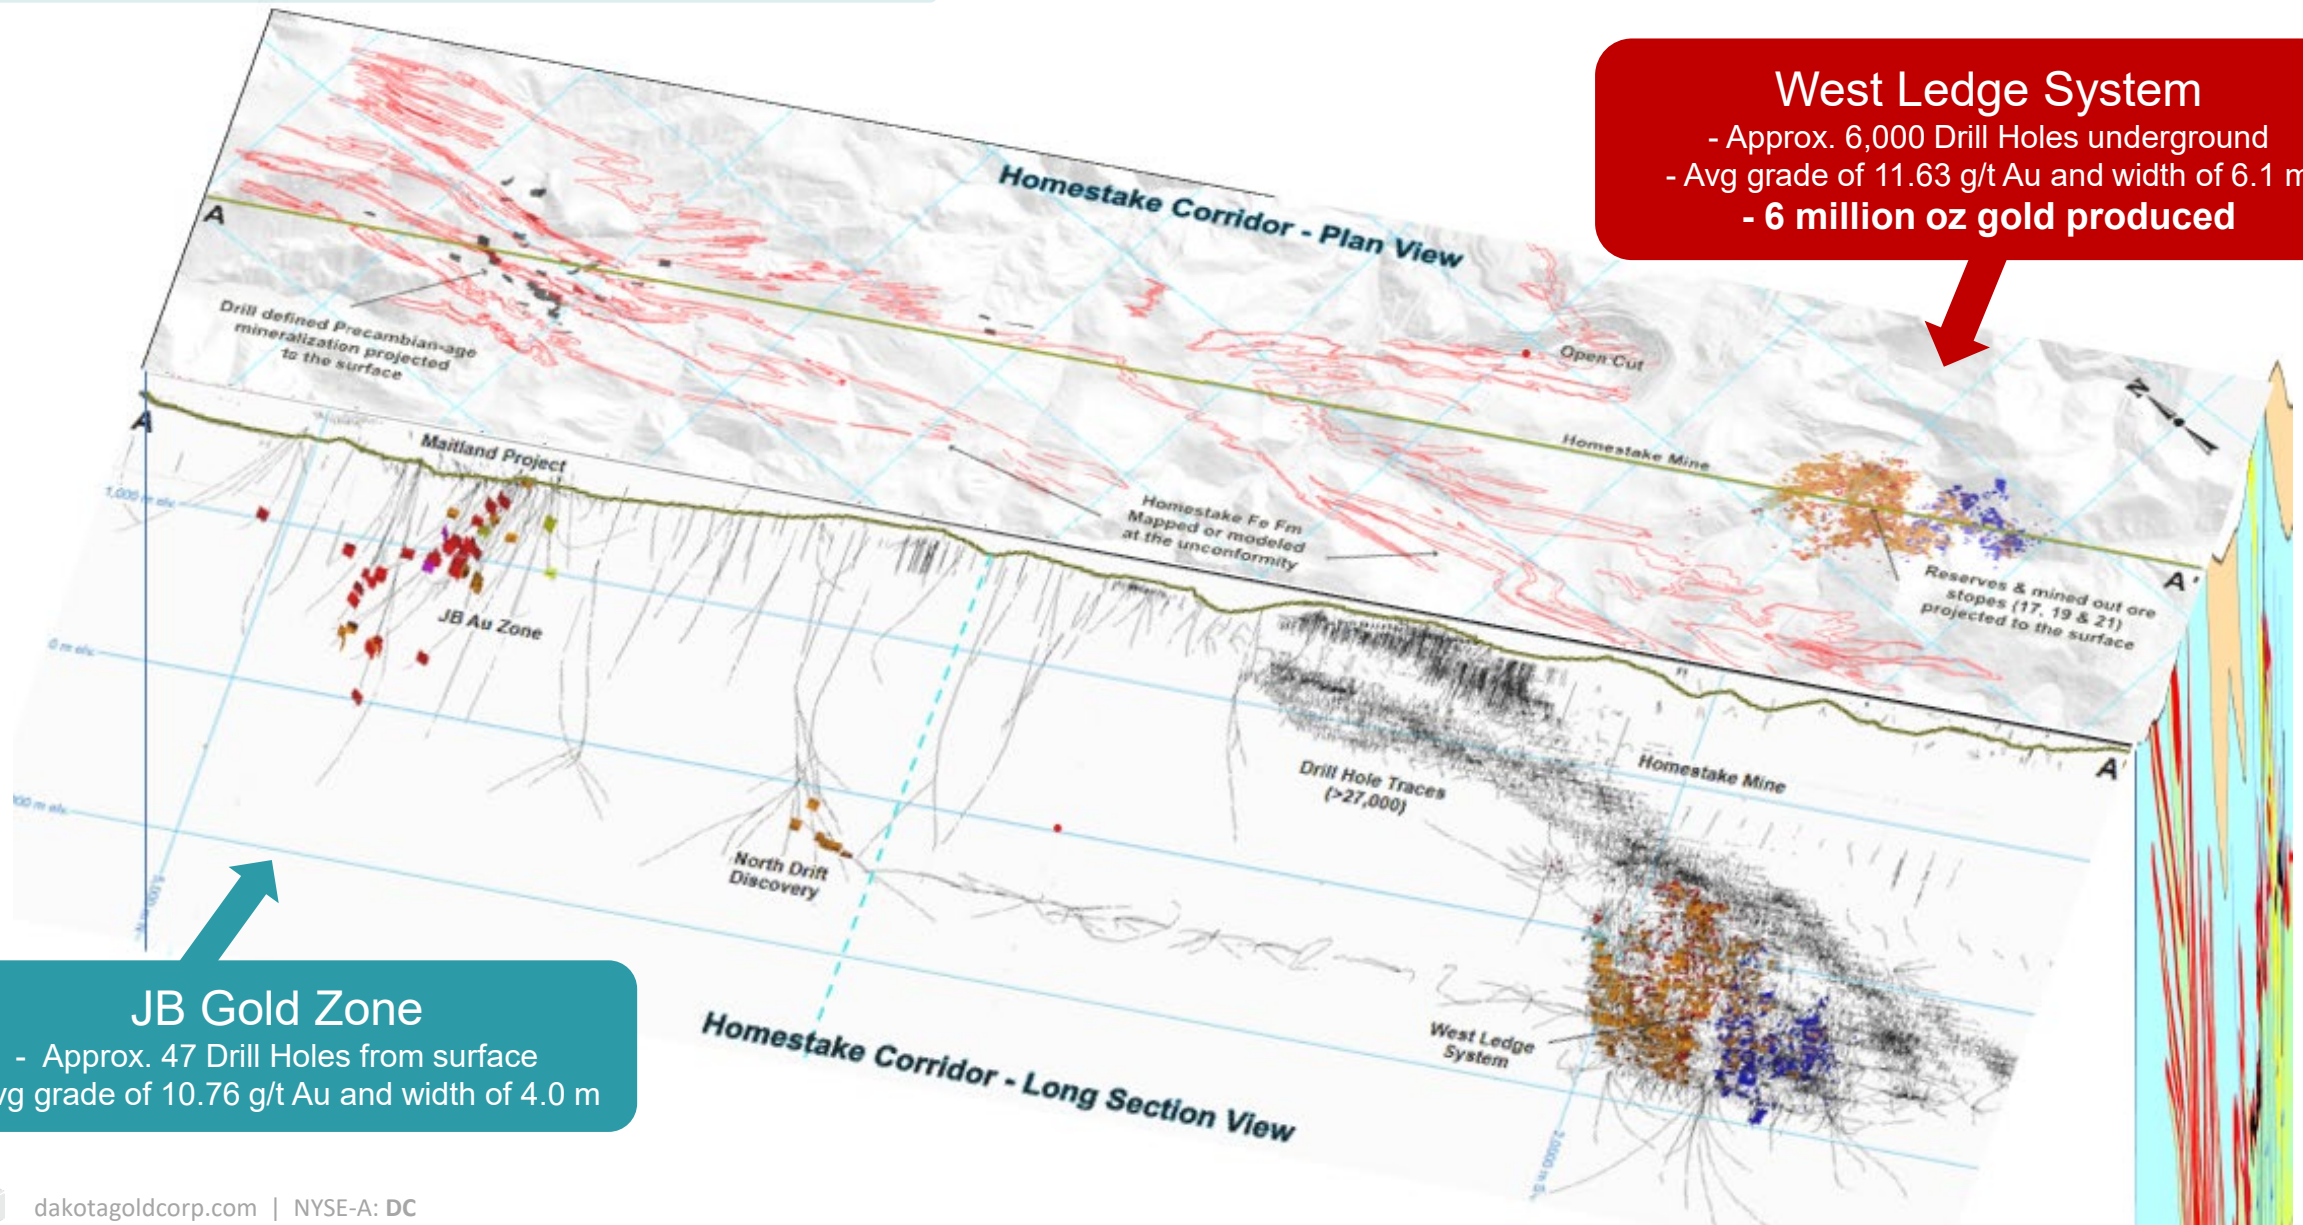 West Ledge System
- Approx. 6,000 Drill Holes underground
- Avg grade of 11.63 g/t Au and width of 6.1 m
- 6 million oz gold produced
Homestake Corridor - Plan View
A
Drill defined Precambian-age
mineralization projected
to the surface
Open Cut
N
Homestake Mine
Homestake Fe Fm
Mapped or modeled
at the unconformity
A'
Reserves & mined out ore
stopes (17, 19 & 21)
projected to the surface
A
Maitland Project
1,000 m elv.
JB Au Zone
0 m elv.
Drill Hole Traces
(>27,000)
Homestake Mine
A'
North Drift
Discovery
West Ledge
System
Homestake Corridor - Long Section View
JB Gold Zone
- Approx. 47 Drill Holes from surface
grade of 10.76 g/t Au and width of 4.0 m
dakotagoldcorp.com | NYSE-A: DC